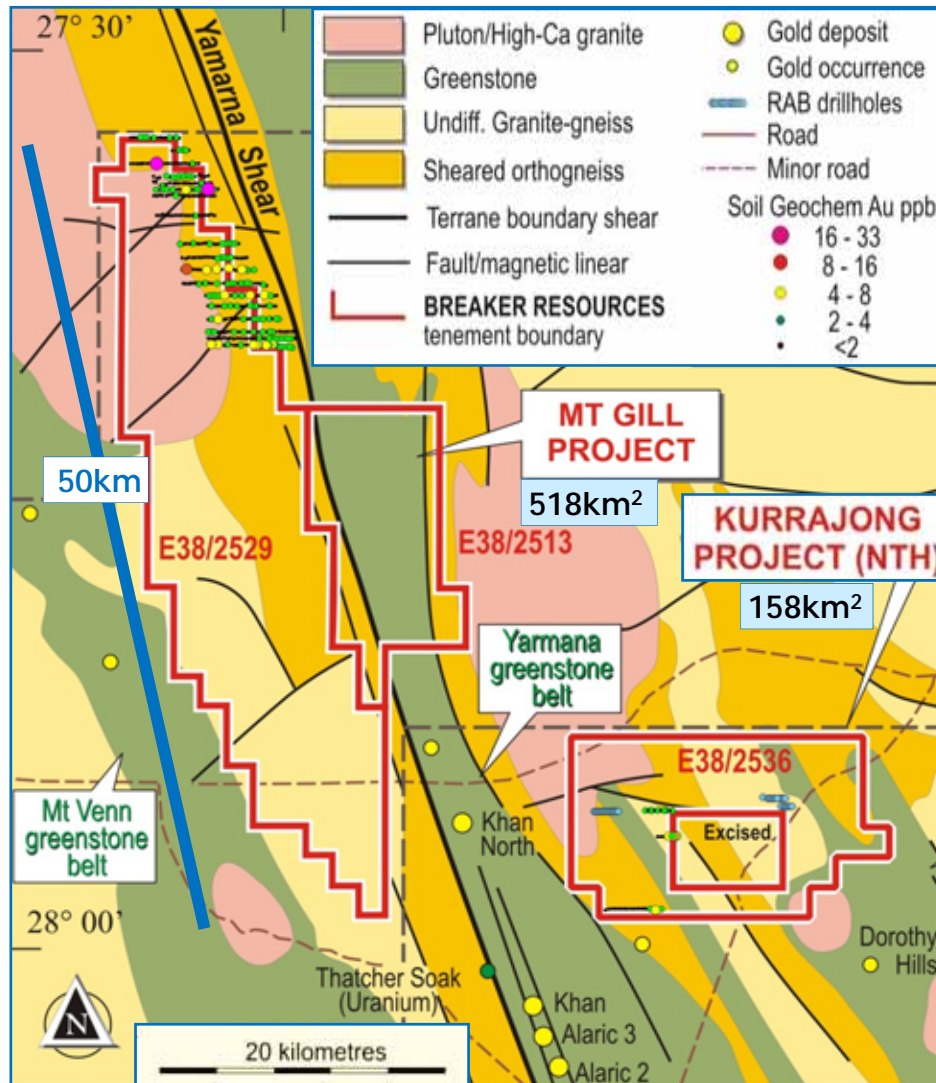 27° 30’
Yamarna Shear
Pluton/High-Ca granite
Greenstone
Undiff. Granite-gneiss
Sheared orthogneiss
Terrane boundary shear
Fault/magnetic linear
BREAKER RESOURCES
tenement boundary
Gold deposit
Gold occurrence
RAB drillholes
Road
Minor road
Soil Geochem Au ppb
16 - 33
8 - 16
4 - 8
2 - 4
<2
MT GILL
PROJECT
518km²
50km
E38/2529
E38/2513
KURRAJONG
PROJECT (NTH)
158km²
Yarmana
greenstone
belt
E38/2536
Mt Venn
greenstone
belt
Khan
North
Excised
28° 00’
Dorothy
Hills
Thatcher Soak
(Uranium)
Khan
Alaric 3
Alaric 2
N
20 kilometres